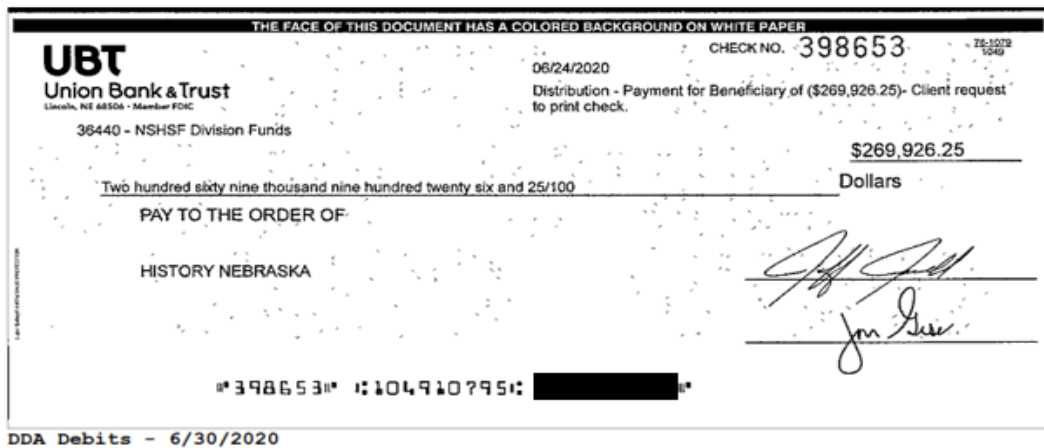 THE FACE OF THIS DOCUMENT HAS A COLORED BACKGROUND ON WHITE PAPER
UBT
Union Bank & Trust
Lincoln, NE 68506 - Member FDIC
CHECK NO. 398653
76-1079
1049
06/24/2020
Distribution - Payment for Beneficiary of ($269,926.25)- Client request
to print check.
36440 - NSHSF Division Funds
$269,926.25
Two hundred sixty nine thousand nine hundred twenty six and 25/100
Dollars
PAY TO THE ORDER OF
HISTORY NEBRASKA
⑈398653⑈ ⑆104910795⑆ ⑈
DDA Debits - 6/30/2020